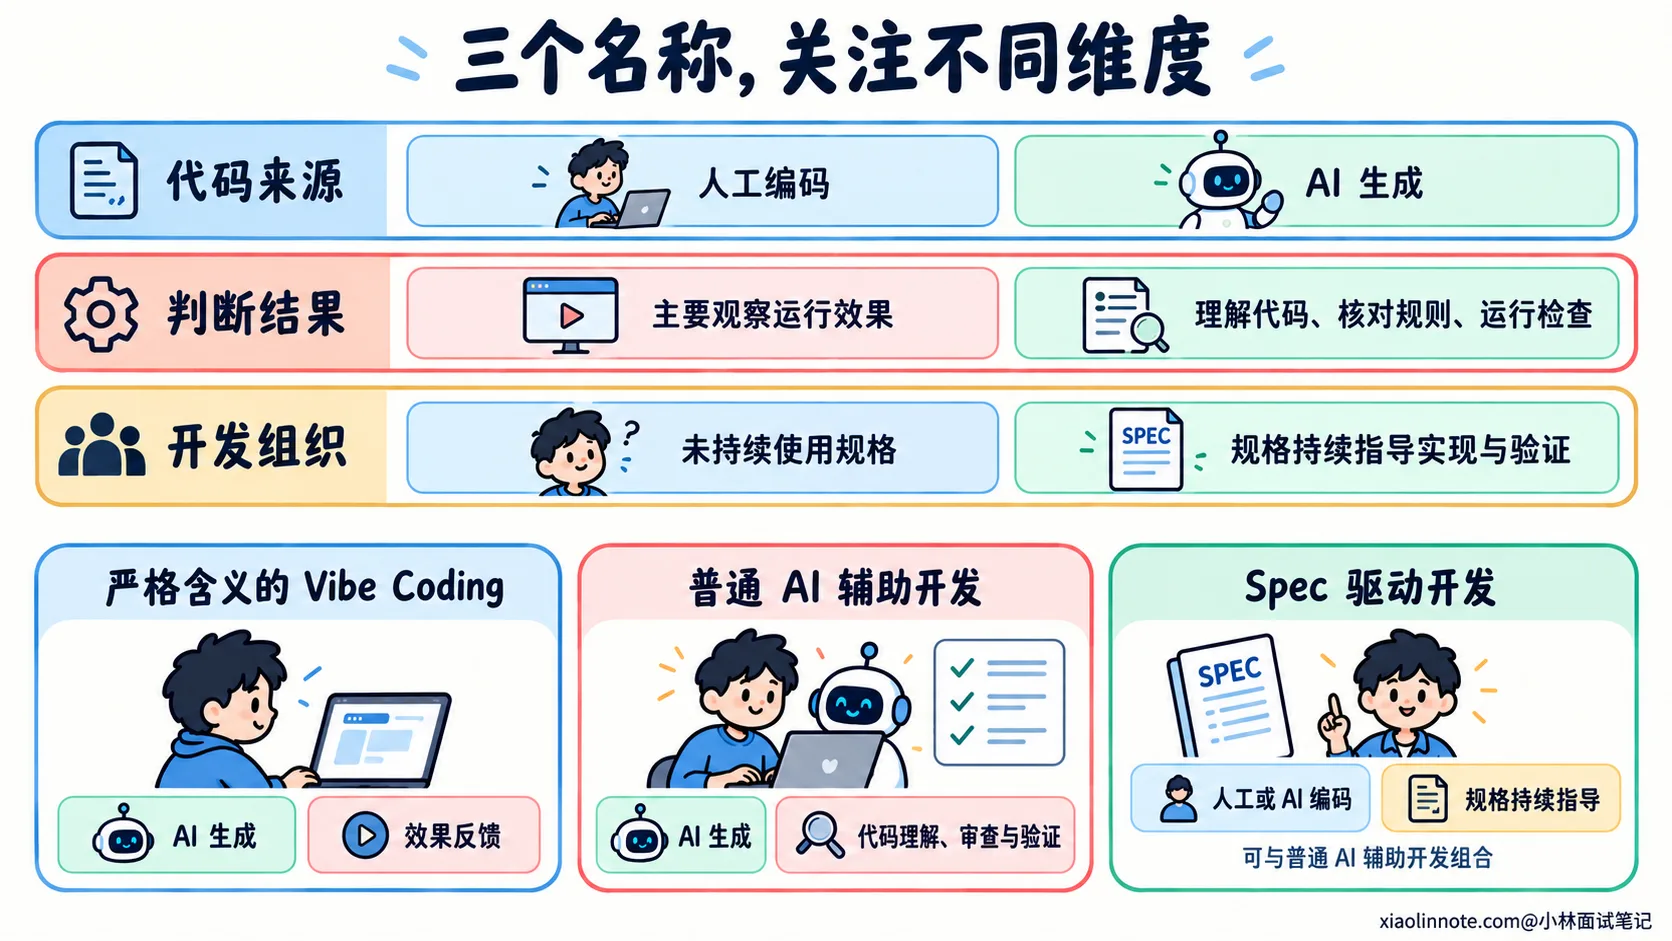 三个名称，关注不同维度
代码来源
人工编码
AI 生成
判断结果
主要观察运行效果
理解代码、核对规则、运行检查
开发组织
?
未持续使用规格
SPEC
规格持续指导实现与验证
严格含义的 Vibe Coding
AI 生成
效果反馈
普通 AI 辅助开发
AI 生成
代码理解、审查与验证
Spec 驱动开发
SPEC
人工或 AI 编码
规格持续指导
可与普通 AI 辅助开发组合
xiaolinnote.com@小林面试笔记